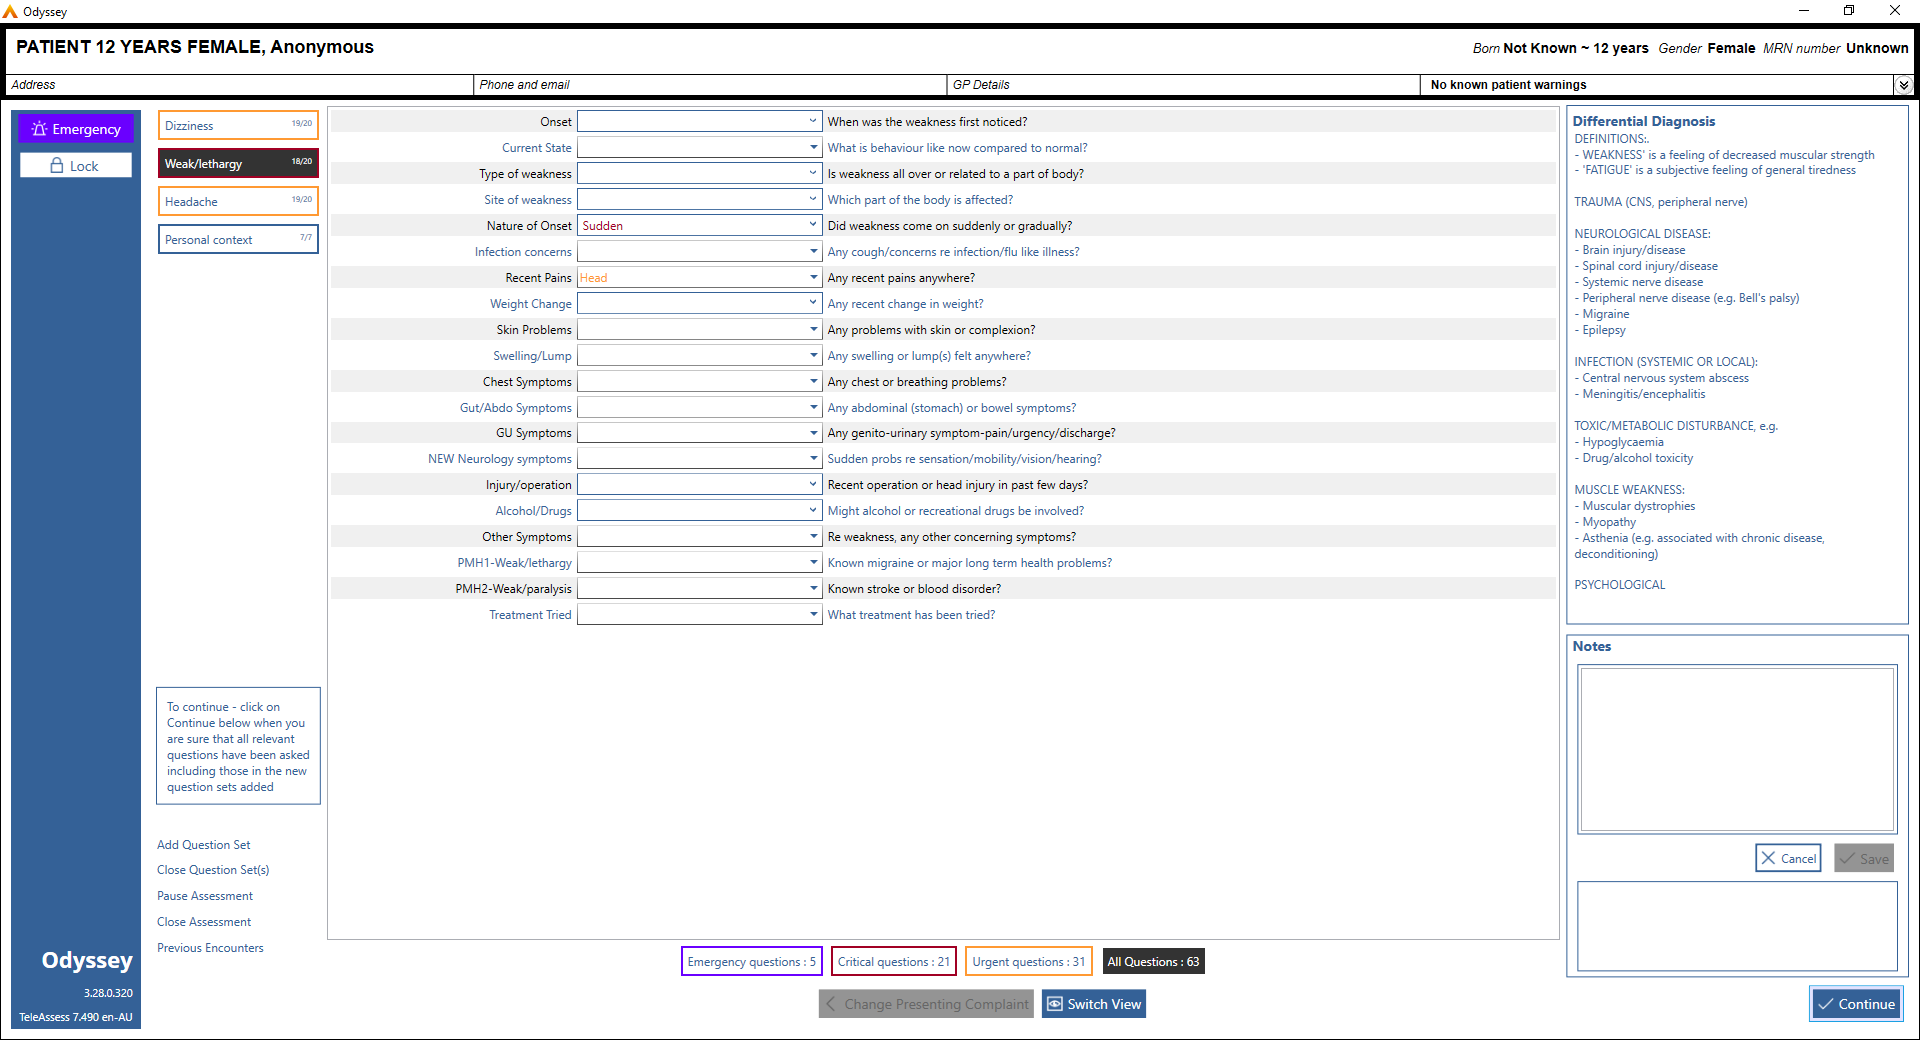 Odyssey
PATIENT 12 YEARS FEMALE, Anonymous
Born Not Known ~ 12 years Gender Female MRN number Unknown
Address
Phone and email
GP Details
No known patient warnings
Emergency
Lock
Dizziness 19/20
Weak/lethargy 18/20
Headache 19/20
Personal context 7/7
Onset When was the weakness first noticed?
Current State What is behaviour like now compared to normal?
Type of weakness Is weakness all over or related to a part of body?
Site of weakness Which part of the body is affected?
Nature of Onset Sudden Did weakness come on suddenly or gradually?
Infection concerns Any cough/concerns re infection/flu like illness?
Recent Pains Head Any recent pains anywhere?
Weight Change Any recent change in weight?
Skin Problems Any problems with skin or complexion?
Swelling/Lump Any swelling or lump(s) felt anywhere?
Chest Symptoms Any chest or breathing problems?
Gut/Abdo Symptoms Any abdominal (stomach) or bowel symptoms?
GU Symptoms Any genito-urinary symptom-pain/urgency/discharge?
NEW Neurology symptoms Sudden probs re sensation/mobility/vision/hearing?
Injury/operation Recent operation or head injury in past few days?
Alcohol/Drugs Might alcohol or recreational drugs be involved?
Other Symptoms Re weakness, any other concerning symptoms?
PMH1-Weak/lethargy Known migraine or major long term health problems?
PMH2-Weak/paralysis Known stroke or blood disorder?
Treatment Tried What treatment has been tried?
Differential Diagnosis
DEFINITIONS:.
- WEAKNESS' is a feeling of decreased muscular strength
- 'FATIGUE' is a subjective feeling of general tiredness
TRAUMA (CNS, peripheral nerve)
NEUROLOGICAL DISEASE:
- Brain injury/disease
- Spinal cord injury/disease
- Systemic nerve disease
- Peripheral nerve disease (e.g. Bell's palsy)
- Migraine
- Epilepsy
INFECTION (SYSTEMIC OR LOCAL):
- Central nervous system abscess
- Meningitis/encephalitis
TOXIC/METABOLIC DISTURBANCE, e.g.
- Hypoglycaemia
- Drug/alcohol toxicity
MUSCLE WEAKNESS:
- Muscular dystrophies
- Myopathy
- Asthenia (e.g. associated with chronic disease,
deconditioning)
PSYCHOLOGICAL
Notes
Cancel
Save
To continue - click on
Continue below when you
are sure that all relevant
questions have been asked
including those in the new
question sets added
Add Question Set
Close Question Set(s)
Pause Assessment
Close Assessment
Previous Encounters
Odyssey
3.28.0.320
TeleAssess 7.490 en-AU
Emergency questions : 5
Critical questions : 21
Urgent questions : 31
All Questions : 63
Change Presenting Complaint
Switch View
Continue